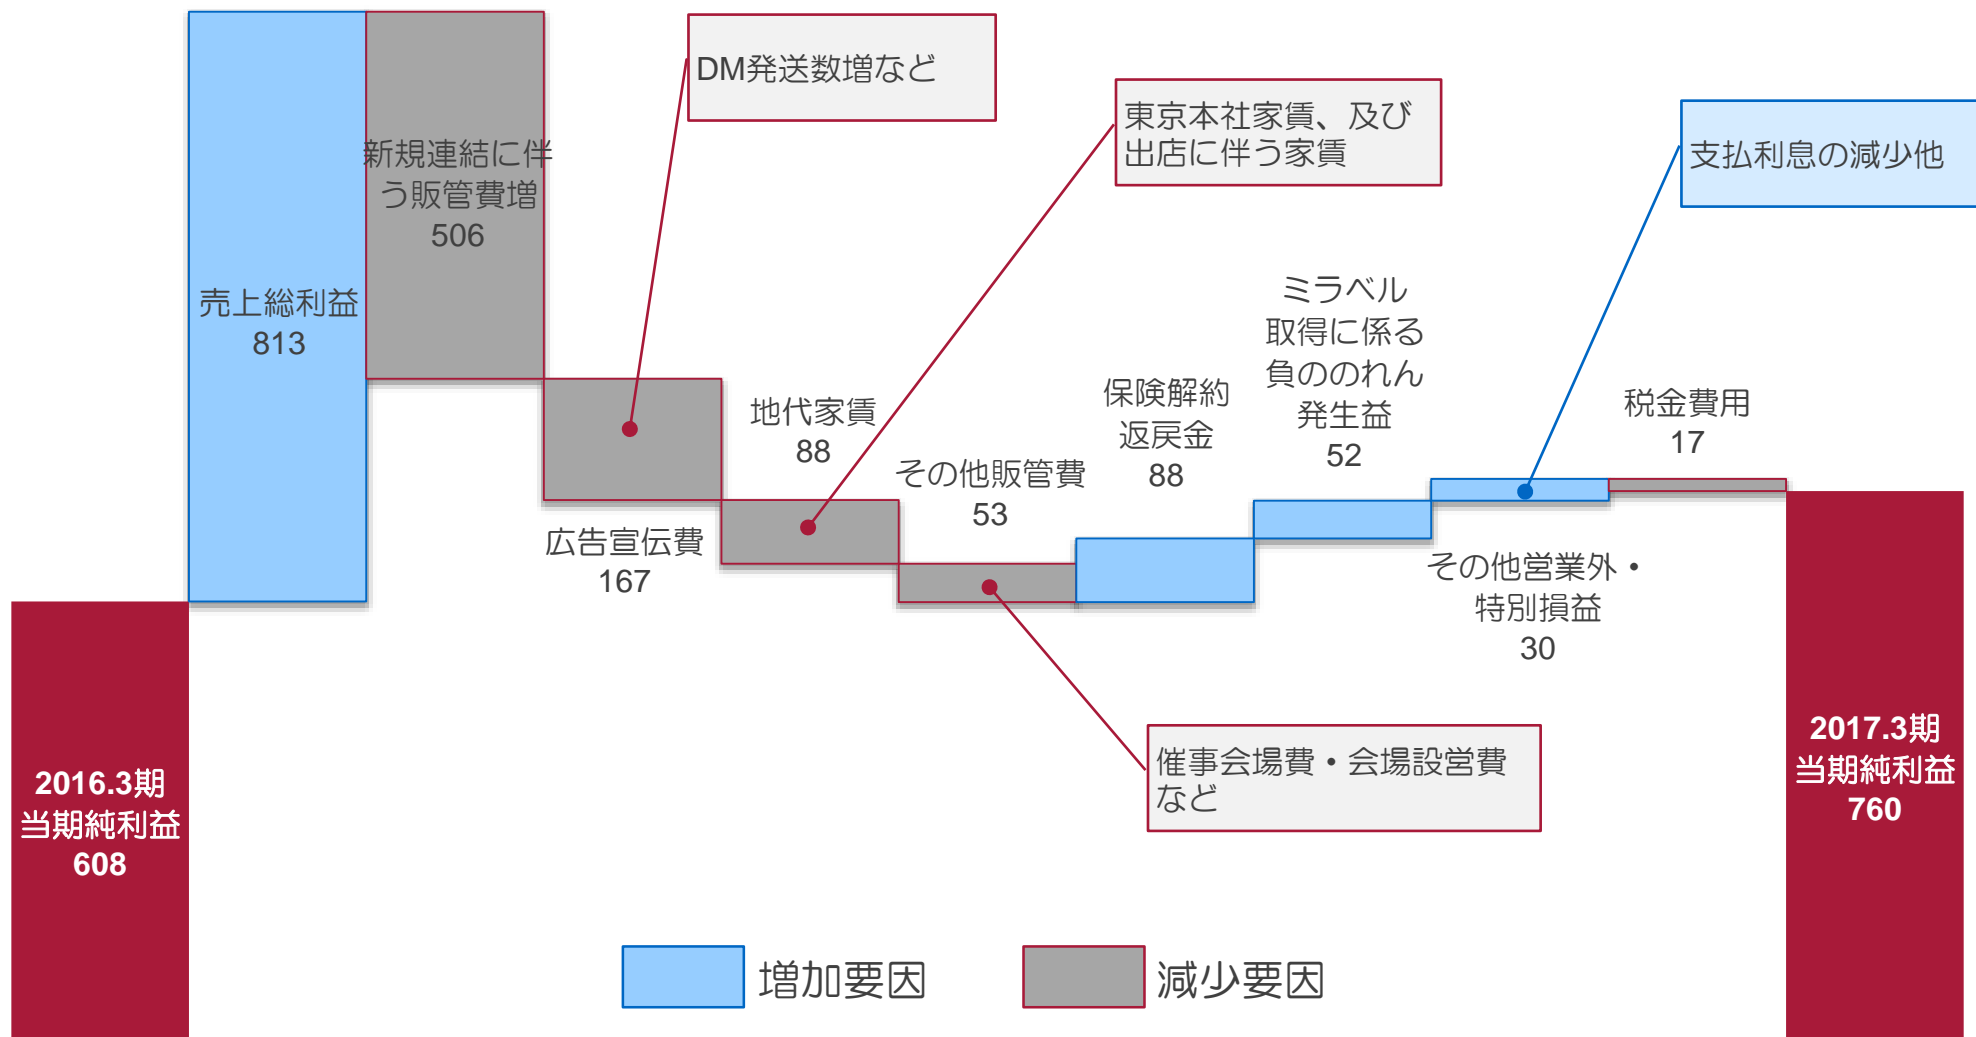 DM発送数増など
東京本社家賃、及び
出店に伴う家賃
支払利息の減少他
新規連結に伴
う販管費増
506
売上総利益
813
ミラベル
取得に係る
負ののれん
発生益
52
保険解約
返戻金
88
地代家賃
88
税金費用
17
その他販管費
53
広告宣伝費
167
その他営業外・
特別損益
30
催事会場費・会場設営費
など
2016.3期
当期純利益
608
2017.3期
当期純利益
760
増加要因
減少要因